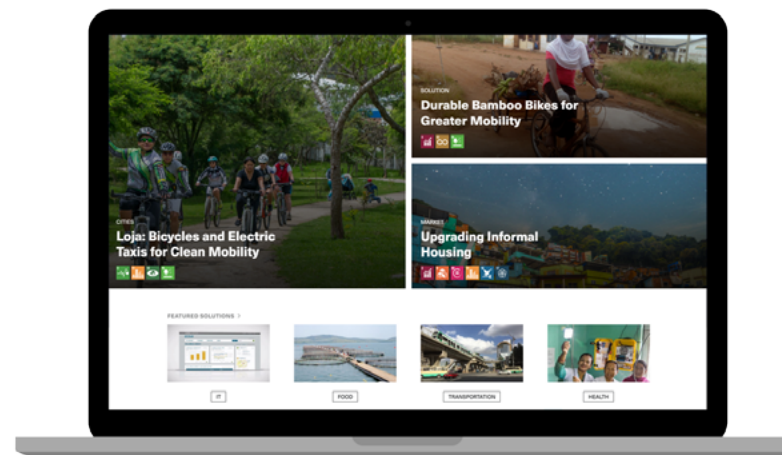 CITIES
Loja: Bicycles and Electric
Taxis for Clean Mobility
SOLUTION
Durable Bamboo Bikes for
Greater Mobility
MARKET
Upgrading Informal
Housing
FEATURED SOLUTIONS >
IT
FOOD
TRANSPORTATION
HEALTH